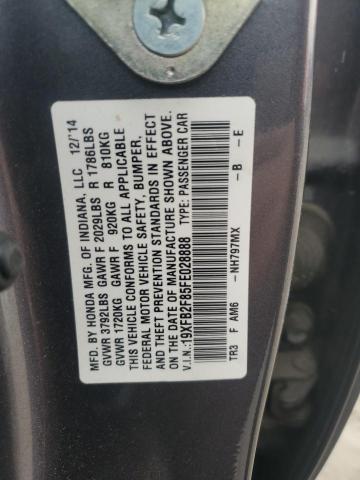 MFD. BY HONDA MFG. OF INDIANA, LLC 12/'14
GVWR 3792LBS GAWR F 2029LBS R 1786LBS
GVWR 1720KG GAWR F 920KG R 810KG
THIS VEHICLE CONFORMS TO ALL APPLICABLE
FEDERAL MOTOR VEHICLE SAFETY, BUMPER,
AND THEFT PREVENTION STANDARDS IN EFFECT
ON THE DATE OF MANUFACTURE SHOWN ABOVE.
V.I.N.:19XFB2F85FE028888 TYPE: PASSENGER CAR
TR3 F AM6 -NH797MX -B -E